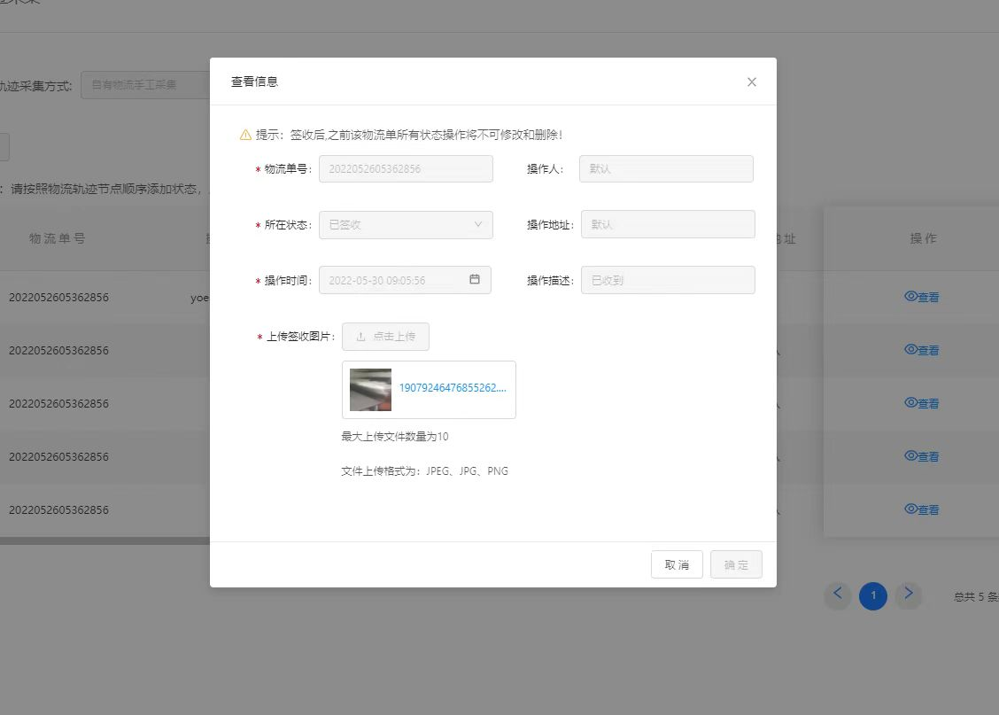 轨迹采集方式: 自有物流手工采集
查看信息
提示：签收后,之前该物流单所有状态操作将不可修改和删除!
* 物流单号: 2022052605362856 操作人: 默认
: 请按照物流轨迹节点顺序添加状态,
* 所在状态: 已签收 操作地址: 默认
物流单号 地址 操作
* 操作时间: 2022-05-30 09:05:56 操作描述: 已收到
2022052605362856 yoe 查看
* 上传签收图片: 点击上传
2022052605362856 查看
19079246476855262....
2022052605362856 查看
最大上传文件数量为10
2022052605362856 查看
文件上传格式为: JPEG、JPG、PNG
2022052605362856 查看
取消 确定
1 总共 5 条